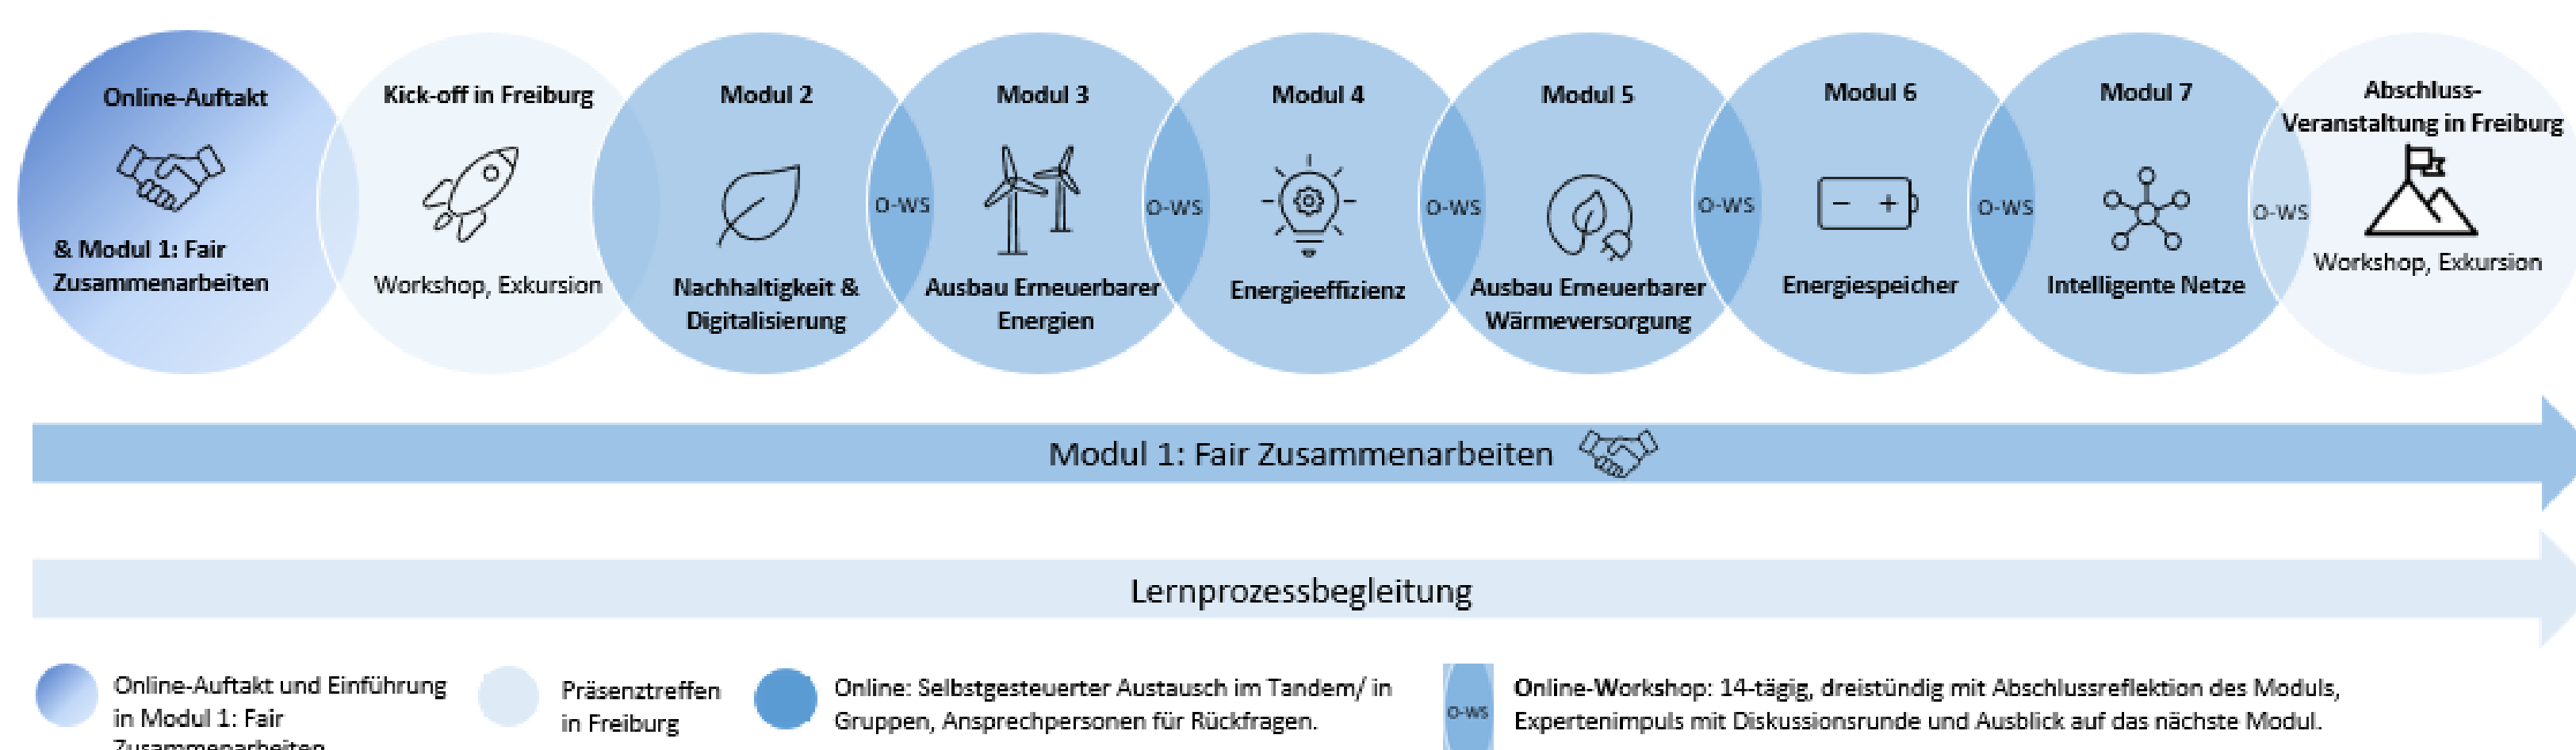 Online-Auftakt
& Modul 1: Fair
Zusammenarbeiten
Kick-off in Freiburg
Workshop, Exkursion
Modul 2
Nachhaltigkeit &
Digitalisierung
O-WS
Modul 3
Ausbau Erneuerbarer
Energien
O-WS
Modul 4
Energieeffizienz
O-WS
Modul 5
Ausbau Erneuerbarer
Wärmeversorgung
O-WS
Modul 6
Energiespeicher
O-WS
Modul 7
Intelligente Netze
O-WS
Abschluss-
Veranstaltung in Freiburg
Workshop, Exkursion
Modul 1: Fair Zusammenarbeiten
Lernprozessbegleitung
Online-Auftakt und Einführung
in Modul 1: Fair
Zusammenarbeiten
Präsenztreffen
in Freiburg
Online: Selbstgesteuerter Austausch im Tandem/ in
Gruppen, Ansprechpersonen für Rückfragen.
O-WS
Online-Workshop: 14-tägig, dreistündig mit Abschlussreflektion des Moduls,
Expertenimpuls mit Diskussionsrunde und Ausblick auf das nächste Modul.